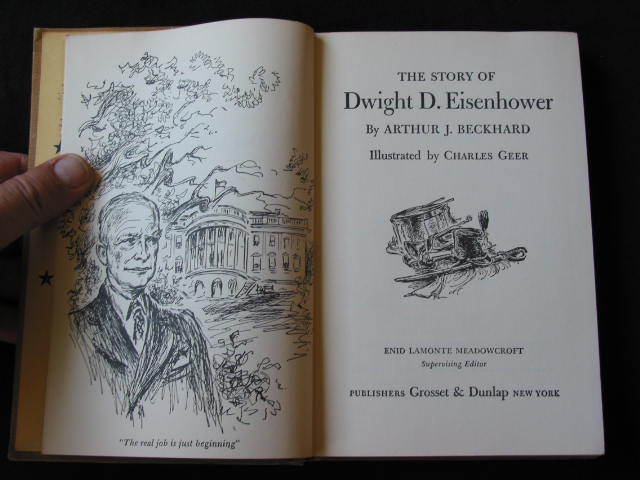 "The real job is just beginning"
THE STORY OF
Dwight D. Eisenhower
By ARTHUR J. BECKHARD
Illustrated by CHARLES GEER
ENID LAMONTE MEADOWCROFT
Supervising Editor
PUBLISHERS Grosset & Dunlap NEW YORK